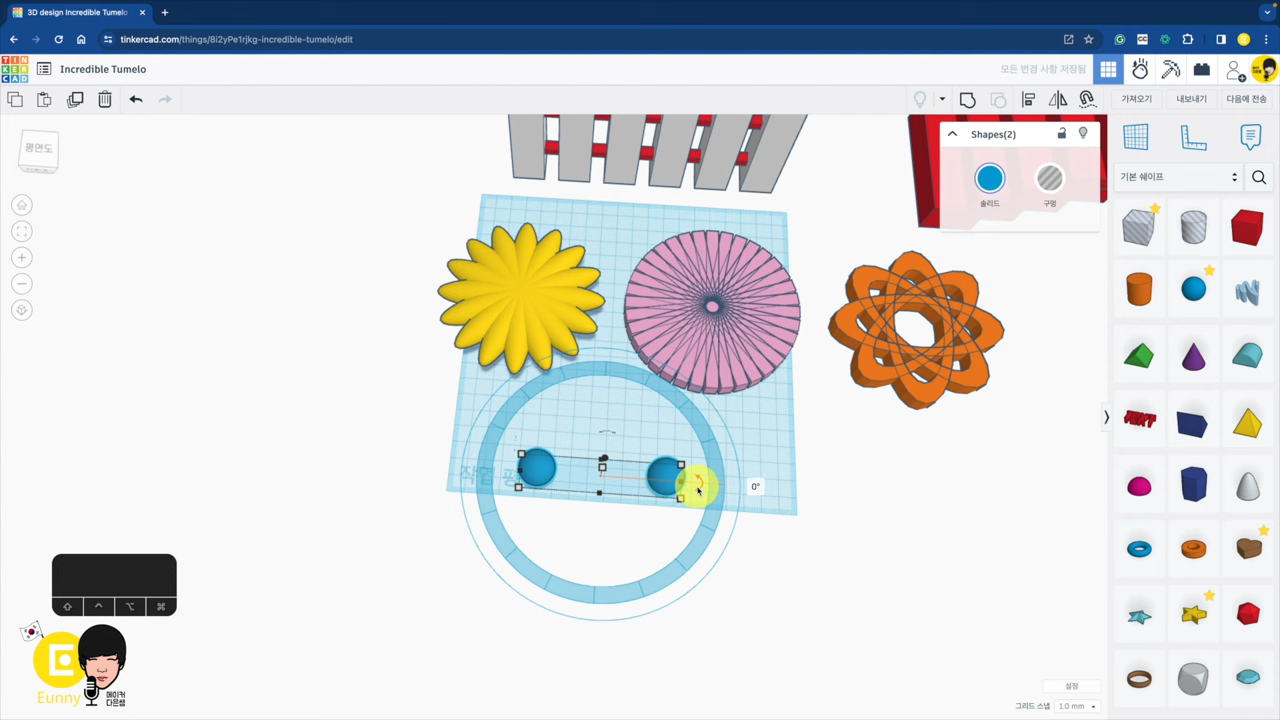 3D design Incredible Tumelo
tinkercad.com/things/8i2yPe1rjkg-incredible-tumelo/edit
TIN
KER
CAD
Incredible Tumelo
모든 변경 사항 저장됨
가져오기
내보내기
다음에 전송
평면도
Shapes(2)
솔리드
구멍
기본 쉐이프
작업 평
0°
설정
그리드 스냅
1.0 mm
Eunny
메이커
다은쌤